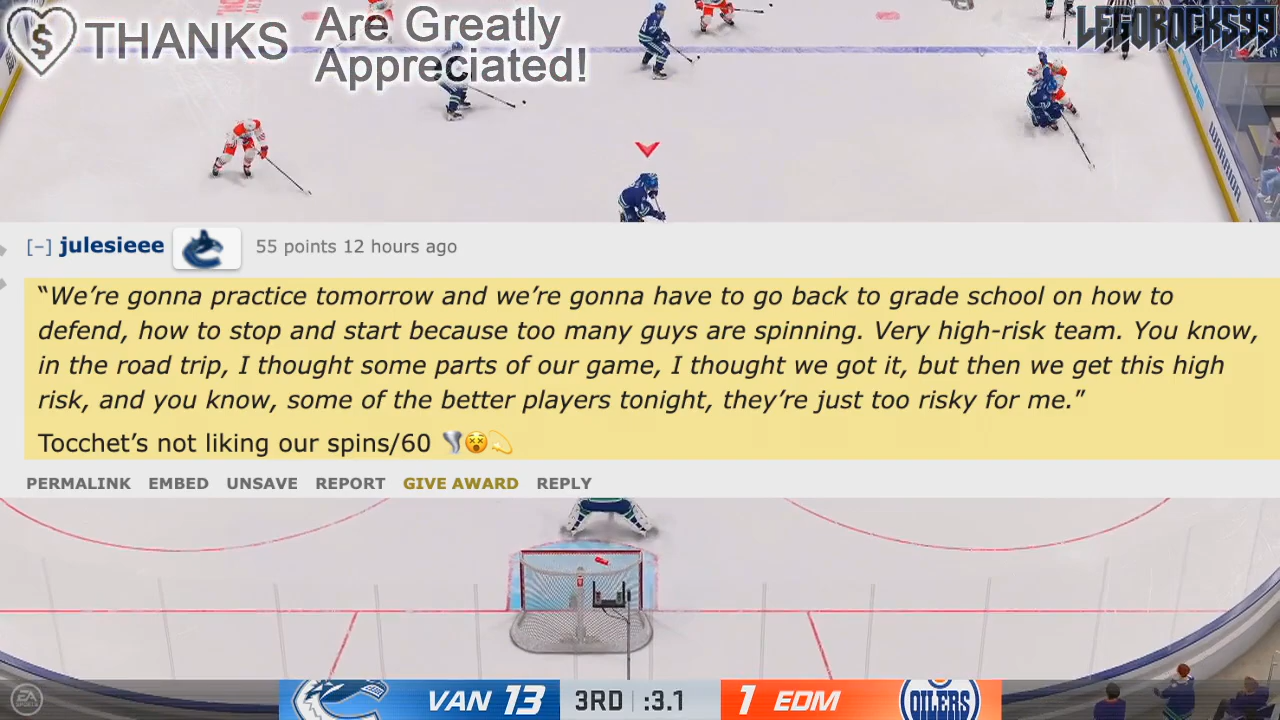 THANKS
Are Greatly
Appreciated!
LEGOROCKS99
WARRIOR
[-] julesieee 55 points 12 hours ago
“We’re gonna practice tomorrow and we’re gonna have to go back to grade school on how to
defend, how to stop and start because too many guys are spinning. Very high-risk team. You know,
in the road trip, I thought some parts of our game, I thought we got it, but then we get this high
risk, and you know, some of the better players tonight, they’re just too risky for me.”
Tocchet’s not liking our spins/60 🌪️😵💫
PERMALINK EMBED UNSAVE REPORT GIVE AWARD REPLY
EA SPORTS
VAN 13 3RD :3.1 1 EDM OILERS